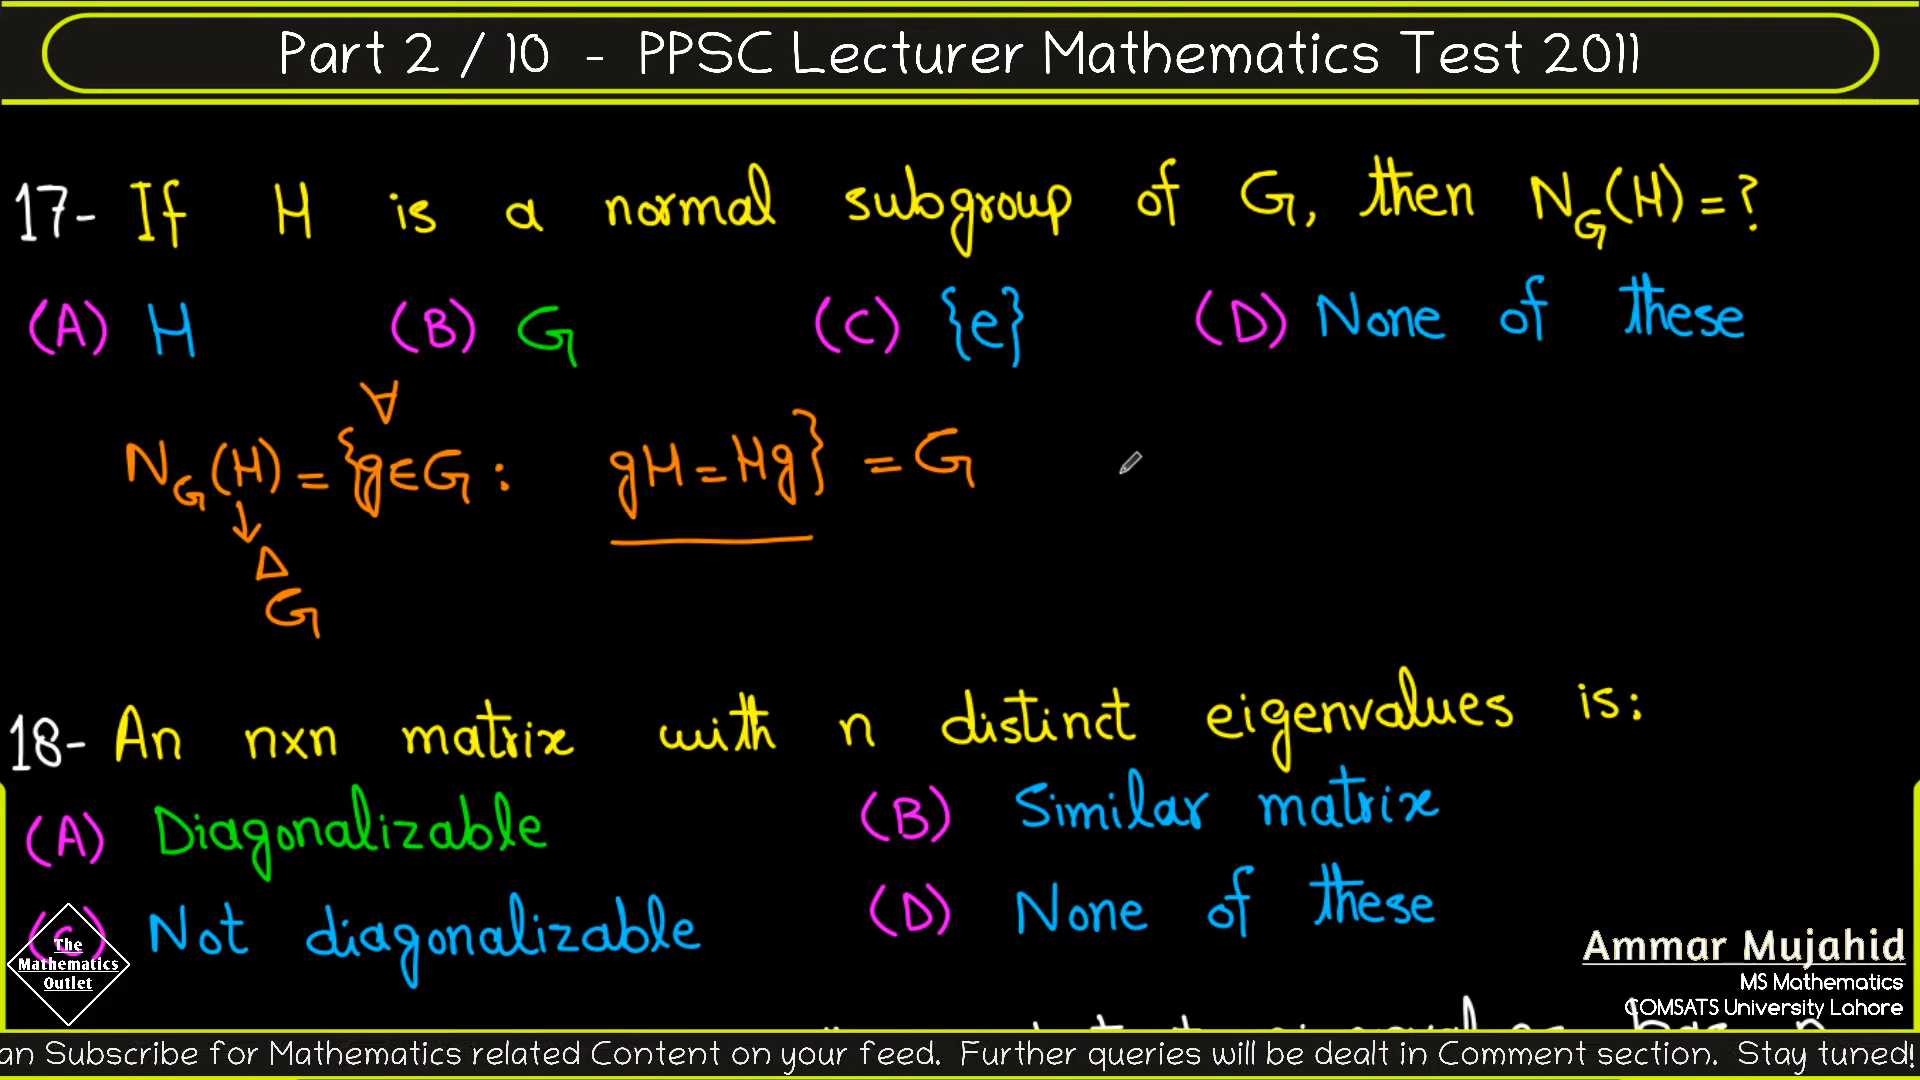 Part 2 / 10 - PPSC Lecturer Mathematics Test 2011
17- If H is a normal subgroup of G, then N_G(H) = ?
(A) H (B) G (C) {e} (D) None of these
∀
N_G(H) = {g∈G : gH = Hg} = G
↓
Δ
G
18- An n×n matrix with n distinct eigenvalues is:
(A) Diagonalizable (B) Similar matrix
(C) Not diagonalizable (D) None of these
The
Mathematics
Outlet
Ammar Mujahid
MS Mathematics
COMSATS University Lahore
an Subscribe for Mathematics related Content on your feed. Further queries will be dealt in Comment section. Stay tuned!